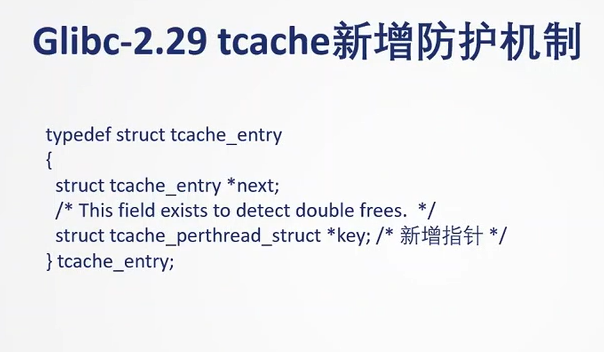 Glibc-2.29 tcache新增防护机制
typedef struct tcache_entry
{
struct tcache_entry *next;
/* This field exists to detect double frees. */
struct tcache_perthread_struct *key; /* 新增指针 */
} tcache_entry;